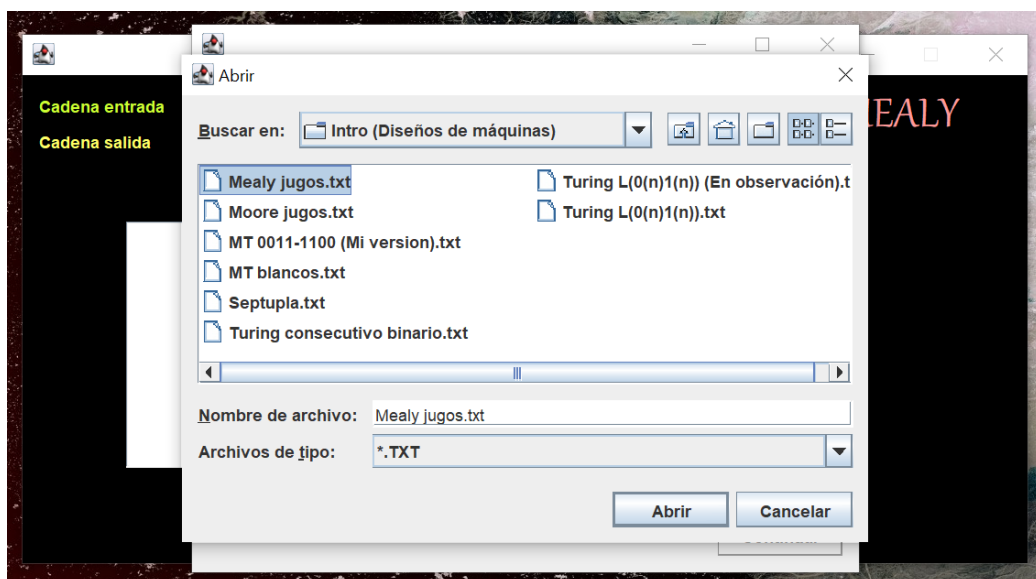 Abrir
Cadena entrada
Cadena salida
Buscar en: Intro (Diseños de máquinas)
Mealy jugos.txt
Moore jugos.txt
MT 0011-1100 (Mi version).txt
MT blancos.txt
Septupla.txt
Turing consecutivo binario.txt
Turing L(0(n)1(n)) (En observación).t
Turing L(0(n)1(n)).txt
Nombre de archivo: Mealy jugos.txt
Archivos de tipo: *.TXT
Abrir Cancelar